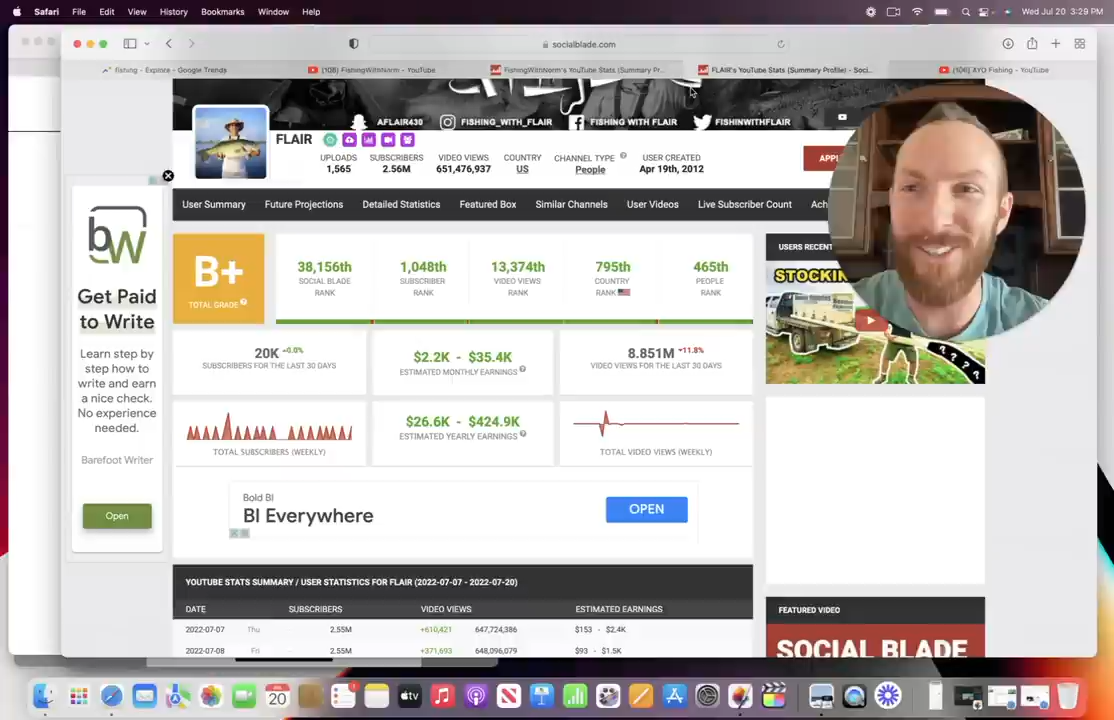 Safari File Edit View History Bookmarks Window Help
Wed Jul 20 3:29 PM
socialblade.com
fishing - Explore - Google Trends
(108) FishingWithNorm - YouTube
FishingWithNorm's YouTube Stats (Summary Pr...
FLAIR's YouTube Stats (Summary Profile) - Soci...
(106) AYO Fishing - YouTube
AFLAIR430 FISHING_WITH_FLAIR FISHING WITH FLAIR FISHINWITHFLAIR
FLAIR
UPLOADS SUBSCRIBERS VIDEO VIEWS COUNTRY CHANNEL TYPE USER CREATED
1,565 2.56M 651,476,937 US People Apr 19th, 2012
User Summary Future Projections Detailed Statistics Featured Box Similar Channels User Videos Live Subscriber Count Ach
bW
Get Paid
to Write
Learn step by
step how to
write and earn
a nice check.
No experience
needed.
Barefoot Writer
Open
B+
TOTAL GRADE
38,156th 1,048th 13,374th 795th 465th
SOCIAL BLADE SUBSCRIBER VIDEO VIEWS COUNTRY PEOPLE
RANK RANK RANK RANK RANK
USERS RECENT
STOCKIN
? ? ? ?
20K -0.0%
SUBSCRIBERS FOR THE LAST 30 DAYS
$2.2K - $35.4K
ESTIMATED MONTHLY EARNINGS
8.851M -11.8%
VIDEO VIEWS FOR THE LAST 30 DAYS
TOTAL SUBSCRIBERS (WEEKLY)
$26.6K - $424.9K
ESTIMATED YEARLY EARNINGS
TOTAL VIDEO VIEWS (WEEKLY)
Bold BI
BI Everywhere
OPEN
YOUTUBE STATS SUMMARY / USER STATISTICS FOR FLAIR (2022-07-07 - 2022-07-20)
DATE SUBSCRIBERS VIDEO VIEWS ESTIMATED EARNINGS
2022-07-07 Thu 2.55M +610,421 647,724,386 $153 - $2.4K
2022-07-08 Fri 2.55M +371,693 648,096,079 $93 - $1.5K
FEATURED VIDEO
SOCIAL BLADE
20
tv